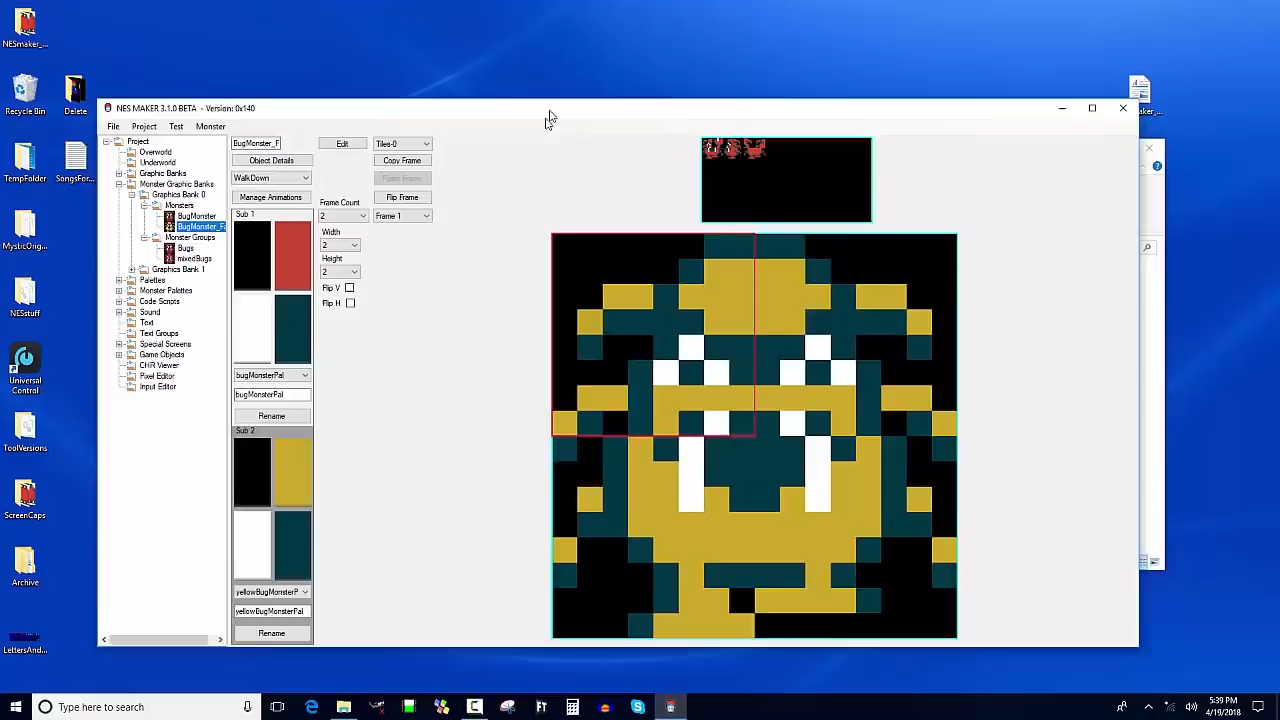 NESmaker_...
Recycle Bin
Delete
TempFolder
SongsFor...
MysticOrig...
NEStuff
Universal
Control
ToolVersions
ScreenCaps
Archive
LettersAnd...
NES MAKER 3.1.0 BETA - Version: 0x140
File Project Test Monster
Project
Overworld
Underworld
Graphic Banks
Monster Graphic Banks
Graphics Bank 0
Monsters
BugMonster
Monster Groups
Bugs
mixedBugs
Graphics Bank 1
Palettes
Monster Palettes
Code Scripts
Sound
Text
Text Groups
Special Screens
Game Objects
CHR Viewer
Pixel Editor
Input Editor
BugMonster_F
Object Details
WalkDown
Manage Animations
Sub 1
bugMonsterPal
bugMonsterPal
Rename
Sub 2
yellowBugMonsterP
yellowBugMonsterPal
Rename
Edit
Tiles-0
Copy Frame
Paste Frame
Flip Frame
Frame Count
2
Frame 1
Width
2
Height
2
Flip V
Flip H
Type here to search
5:39 PM
4/19/2018